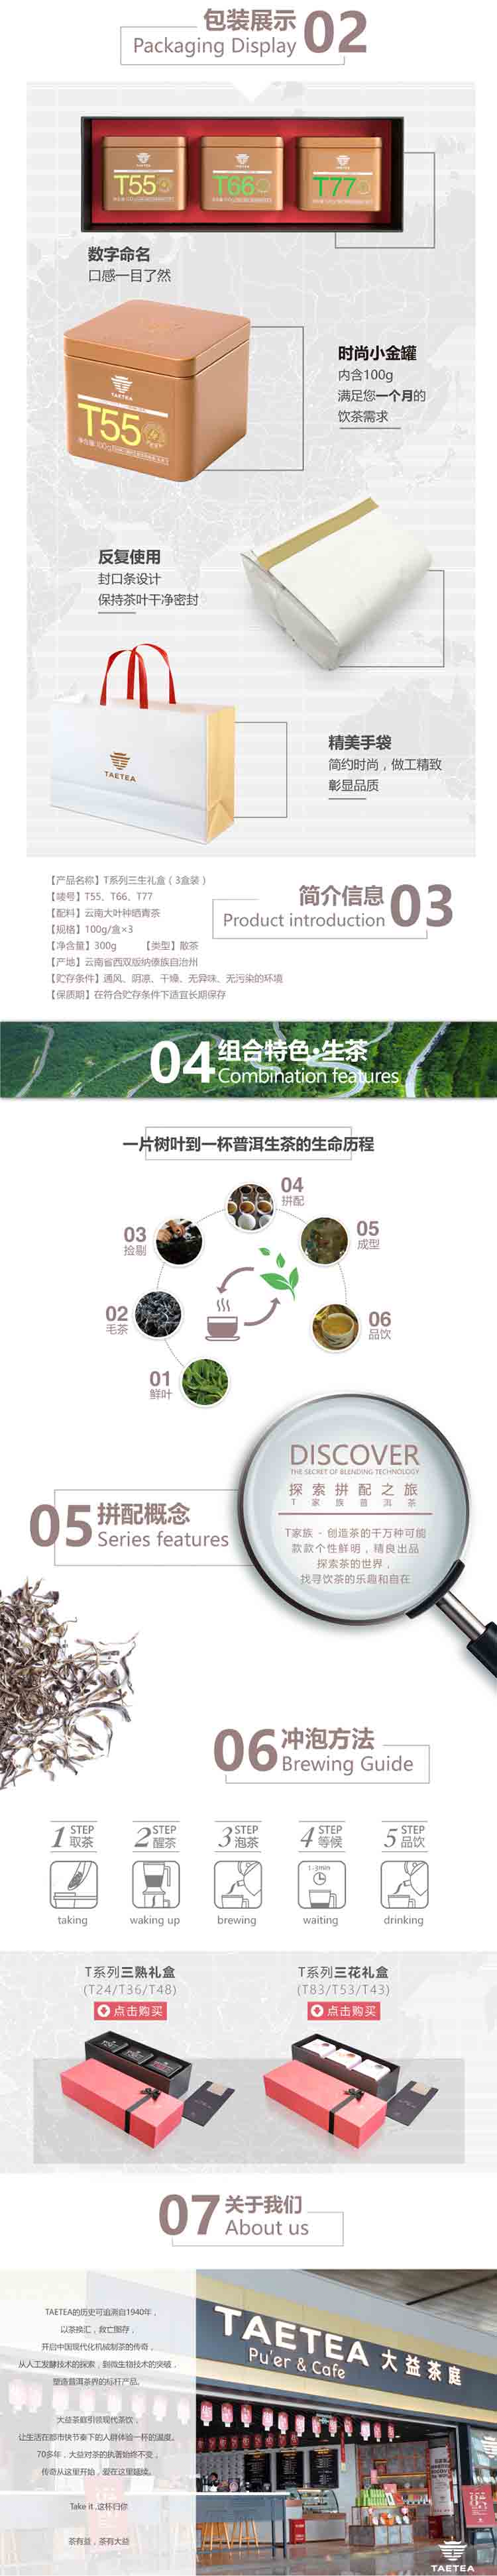 包装展示
Packaging Display 02
TAETEA TAETEA TAETEA
T55 T66 T77
数字命名
口感一目了然
TAETEA
T55
净含量:100g
时尚小金罐
内含100g
满足您一个月的
饮茶需求
反复使用
封口条设计
保持茶叶干净密封
TAETEA
精美手袋
简约时尚，做工精致
彰显品质
【产品名称】T系列三生礼盒（3盒装）
【唛号】T55、T66、T77
【配料】云南大叶种晒青茶
【规格】100g/盒×3
【净含量】300g 【类型】散茶
【产地】云南省西双版纳傣族自治州
【贮存条件】通风、阴凉、干燥、无异味、无污染的环境
【保质期】在符合贮存条件下适宜长期保存
简介信息
Product introduction 03
04 组合特色·生茶
Combination features
一片树叶到一杯普洱生茶的生命历程
04
拼配
03
捡剔
05
成型
02
毛茶
06
品饮
01
鲜叶
DISCOVER
THE SECRET OF BLENDING TECHNOLOGY
探索拼配之旅
T家族普洱茶
T家族 - 创造茶的千万种可能
款款个性鲜明，精良出品
探索茶的世界，
找寻饮茶的乐趣和自在
05 拼配概念
Series features
06 冲泡方法
Brewing Guide
1 STEP 取茶
2 STEP 醒茶
3 STEP 泡茶
4 STEP 等候
5 STEP 品饮
1-3min
taking waking up brewing waiting drinking
T系列三熟礼盒
(T24/T36/T48)
点击购买
T系列三花礼盒
(T83/T53/T43)
点击购买
07 关于我们
About us
TAETEA的历史可追溯自1940年，
以茶换汇，救亡图存，
开启中国现代化机械制茶的传奇，
从人工发酵技术的探索，到微生物技术的突破，
塑造普洱茶界的标杆产品。
大益茶庭引领现代茶饮，
让生活在都市快节奏下的人群体验一杯的温度。
70多年，大益对茶的执著始终不变，
传奇从这里开始，爱在这里延续。
Take it ,这杯归你
茶有益，茶有大益
TAETEA 大益茶庭
Pu'er & Cafe
TAETEA